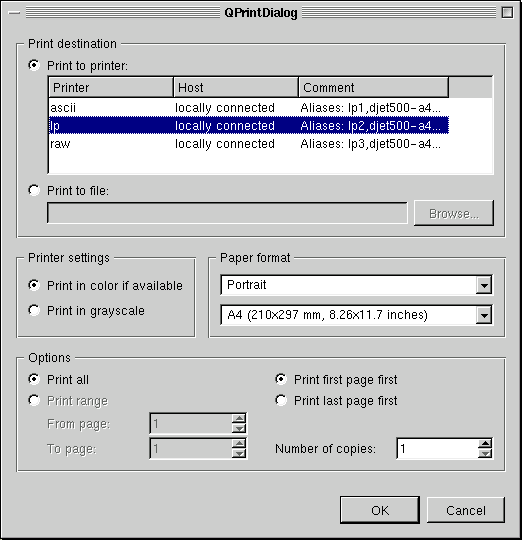 QPrintDialog
Print destination
Print to printer:
Printer Host Comment
ascii locally connected Aliases: lp1,djet500-a4...
lp locally connected Aliases: lp2,djet500-a4...
raw locally connected Aliases: lp3,djet500-a4...
Print to file:
Browse...
Printer settings
Print in color if available
Print in grayscale
Paper format
Portrait
A4 (210x297 mm, 8.26x11.7 inches)
Options
Print all
Print range
From page: 1
To page: 1
Print first page first
Print last page first
Number of copies: 1
OK Cancel